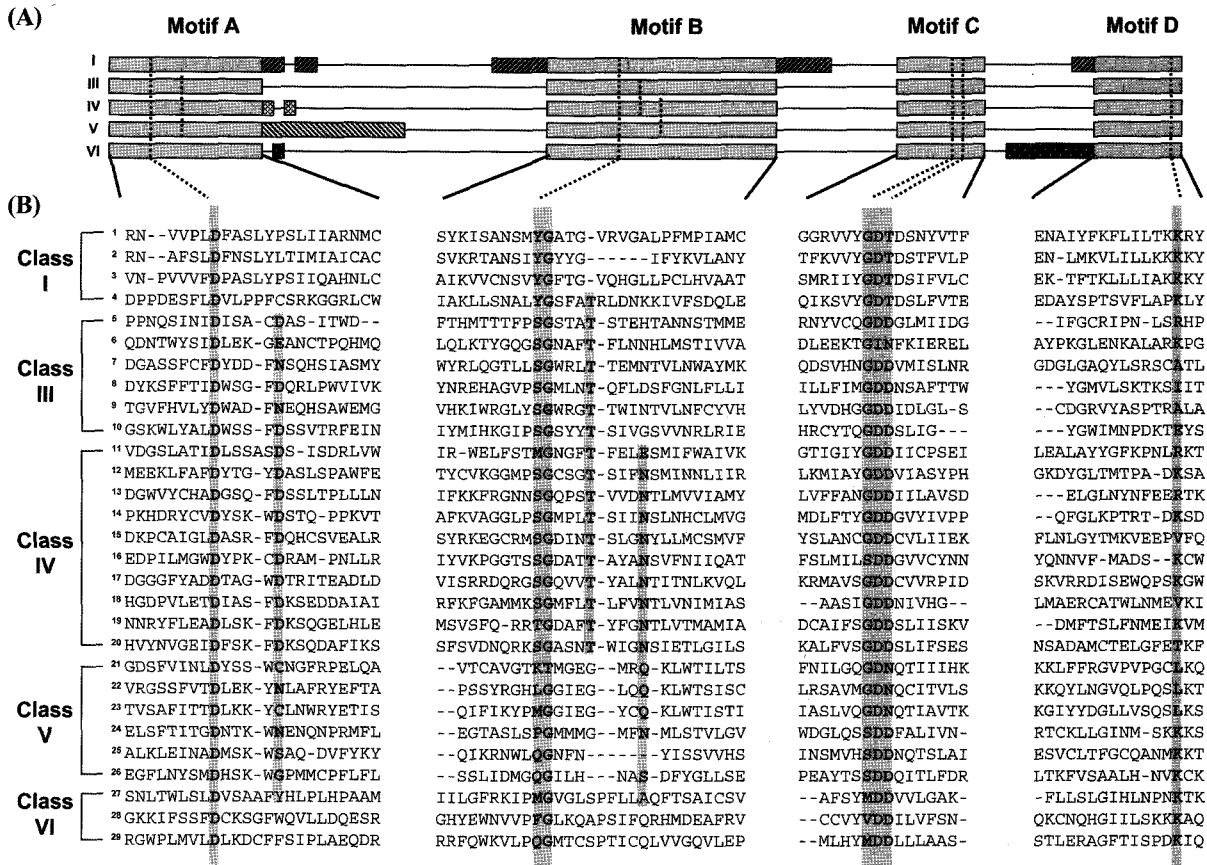 (A)
Motif A Motif B Motif C Motif D
I
III
IV
V
VI
(B)
Class I
1 RN--VVPLDFASLYPSLIIARNMC SYKISANSMYGATG-VRVGALPFMPIAMC GGRVVYGDTDSNYVTF ENAIYFKFLILTKKRY
2 RN--AFSLDFNSLYLTIMIAICAC SVKRTANSIYGYYG-----IFYKVLANY TFKVVYGDTDSTFVLP EN-LMKVLILLKKKKKY
3 VN-PVVVFDPASLYPSIIQAHNLC AIKVVCNSVYGFTG-VQHGLLPCLHVAAT SMRIIYGDTDSIFVLC EK-TFTKLLLIAKKKY
4 DPPDESFLDVLPPFCSRKGGRLCW IAKLLSNALYGSFATRLDNKKIVFSDQLE QIKSVYGDTDSLFVTE EDAYSPTSVFLAPKLY
Class III
5 PPNQSINIDISA-CDAS-ITWD-- FTHMTTTFPSGSTAT-STEHTANNSTMME RNYVCQGDDGLMIIDG --IFGCRIPN-LSRHP
6 QDNTWYSIDLEK-GEANCTPQHMQ QLQLKTYGQGSGNAFT-FLNNHLMSTIVVA DLEEKTGINFKIEREL AYPKGLENKALARKPG
7 DGASSFCFDYDD-FNSQHSIASMY WYRLQGTLLSGWRLT-TEMNTVLNWAYMK QDSVHNGDDVMISLNR GDGLGAQYLSRSCATL
8 DYKSFFTIDWSG-FDQRLPWVIVK YNREHAGVPSGMLNT-QFLDSFGNLFLLI ILLFIMGDDNSAFTTW --YGMVLSKTKSIIT
9 TGVFHVLYDWAD-FNEQHSAWEMG VHKIWRGLYSGWRGT-TWINTVLNFCYVH LYVDHGGDDIDLGL-S --CDGRVYASPTRALA
10 GSKWLYALDWSS-FDSSVTRFEIN IYMIHKGIPSGSYYT-SIVGSVVNRLRIE HRCYTQGDDSLIG--- --YGWIMNPDKTEYS
Class IV
11 VDGSLATIDLSSASDS-ISDRLVW IR-WELFSTMGNGFT-FELESMIFWAIVK GTIGIYGDDIICPSEI LEALAYYGFKPNLRKT
12 MEEKLFAFDYTG-YDASLSPAWFE TYCVKGGMPSGCSGT-SIFNSMINNLIIR LKMIAYGDDVIASYPH GKDYGLTMTPA-DKSA
13 DGWVYCHADGSQ-FDSSLTPLLLN IFKKFRGNNSGQPST-VVDNTLMVVIAMY LVFFANGDDIILAVSD --ELGLNYNFEERTK
14 PKHDRYCVDYSK-WDSTQ-PPKVT AFKVAGGLPSGMPLT-SIINSLNHCLMVG MDLFTYGDDGVYIVPP --QFGLKPTRT-DKSD
15 DKPCAIGLDASR-FDQHCSVEALR SYRKEGCRMSGDINT-SLGNYLLMCSMVF YSLANCGDDCVLIIEK FLNLGYTMKVEEPVFQ
16 EDPILMGWDYPK-CDRAM-PNLLR IYVKPGGTSSGDATT-AYANSVFNIIQAT FSLMILSDDGVVCYNN YQNNVF-MADS-KCW
17 DGGGFYADDTAG-WDTRITEADLD VISRRDQRGSGQVVT-YALNTITNLKVQL KRMAVSGDDCVVRPID SKVRRDISEWQPSKGW
18 HGDPVLETDIAS-FDKSEDDAIAI RFKFGAMMKSGMFLT-LFVNTLVNIMIAS --AASIGDDNIVHG-- LMAERCATWLNMEVKI
19 NNRYFLEADLSK-FDKSQGELHLE MSVSFQ-RRTGDAFT-YFGNTLVTMAMIA DCAIFSGDDSLIISKV --DMFTSLFNMEIKVM
20 HVYNVGEIDFSK-FDKSQDAFIKS SFSVDNQRKSGASNT-WIGNSIETLGILS KALFVSGDDSLIFSES NSADAMCTELGFETKF
Class V
21 GDSFVINLDYSS-WCNGFRPELQA --VTCAVGTKTMGEG--MRQ-KLWTILTS FNILGQGDNQTIIIHK KKLFFRGVPVPGCLKQ
22 VRGSSFVTDLEK-YNLAFRYEFTA --PSSYRGHLGGIEG--LQQ-KLWTSISC LRSAVMGDNQCITVLS KKQYLNGVQLPQSLKT
23 TVSAFITTDLNTK-YCLNWRYETIS --QIFIKYPMGGIEG--YCQ-KLWTISTI IASLVQGDNQTIAVTK KGIYYDGLLVSQSLKS
24 ELSFTITGDNTK-WNENQNPRMFL --EGTASLSPGMMMG--MFN-MLSTVLGV WDGLQSSDDFALIVN- RTCKLLGINM-SKKKS
25 ALKLEINADMSK-WSAQ-DVFYKY --QIKRNWLQGNFN-----YISSVVHS INSMVHSDDNQTSLAI ESVCLTFGCQANMKKT
26 EGFLNYSMDHSK-WGPMMCPFLFL --SSLIDMGQGILH--NAS-DFYGLLSE PEAYTSSDDQITLFDR LTKFVSAALH-NVKCK
Class VI
27 SNLTWLSLDVSAAFYHLPLHPAAM IILGFRKIPMGVGLSPFLLAQFTSAICSV --AFSYMDDVVLGAK- FLLSLGIHLNPNKTK
28 GKKIFSSFDCKSGFWQVLLDQESR GHYEWNVVPFGLKQAPSIFQRHMDEAFRV --CCVYVDDILVFSN- QKCNQHGIILSKKKAQ
29 RGWPLMVLDLKDCFFSIPLAEQDR RRFQWKVLPQGMTCSPTICQLVVGQVLEP --MLHYMDDLLLAAS STLERAGFTISPDKIQ